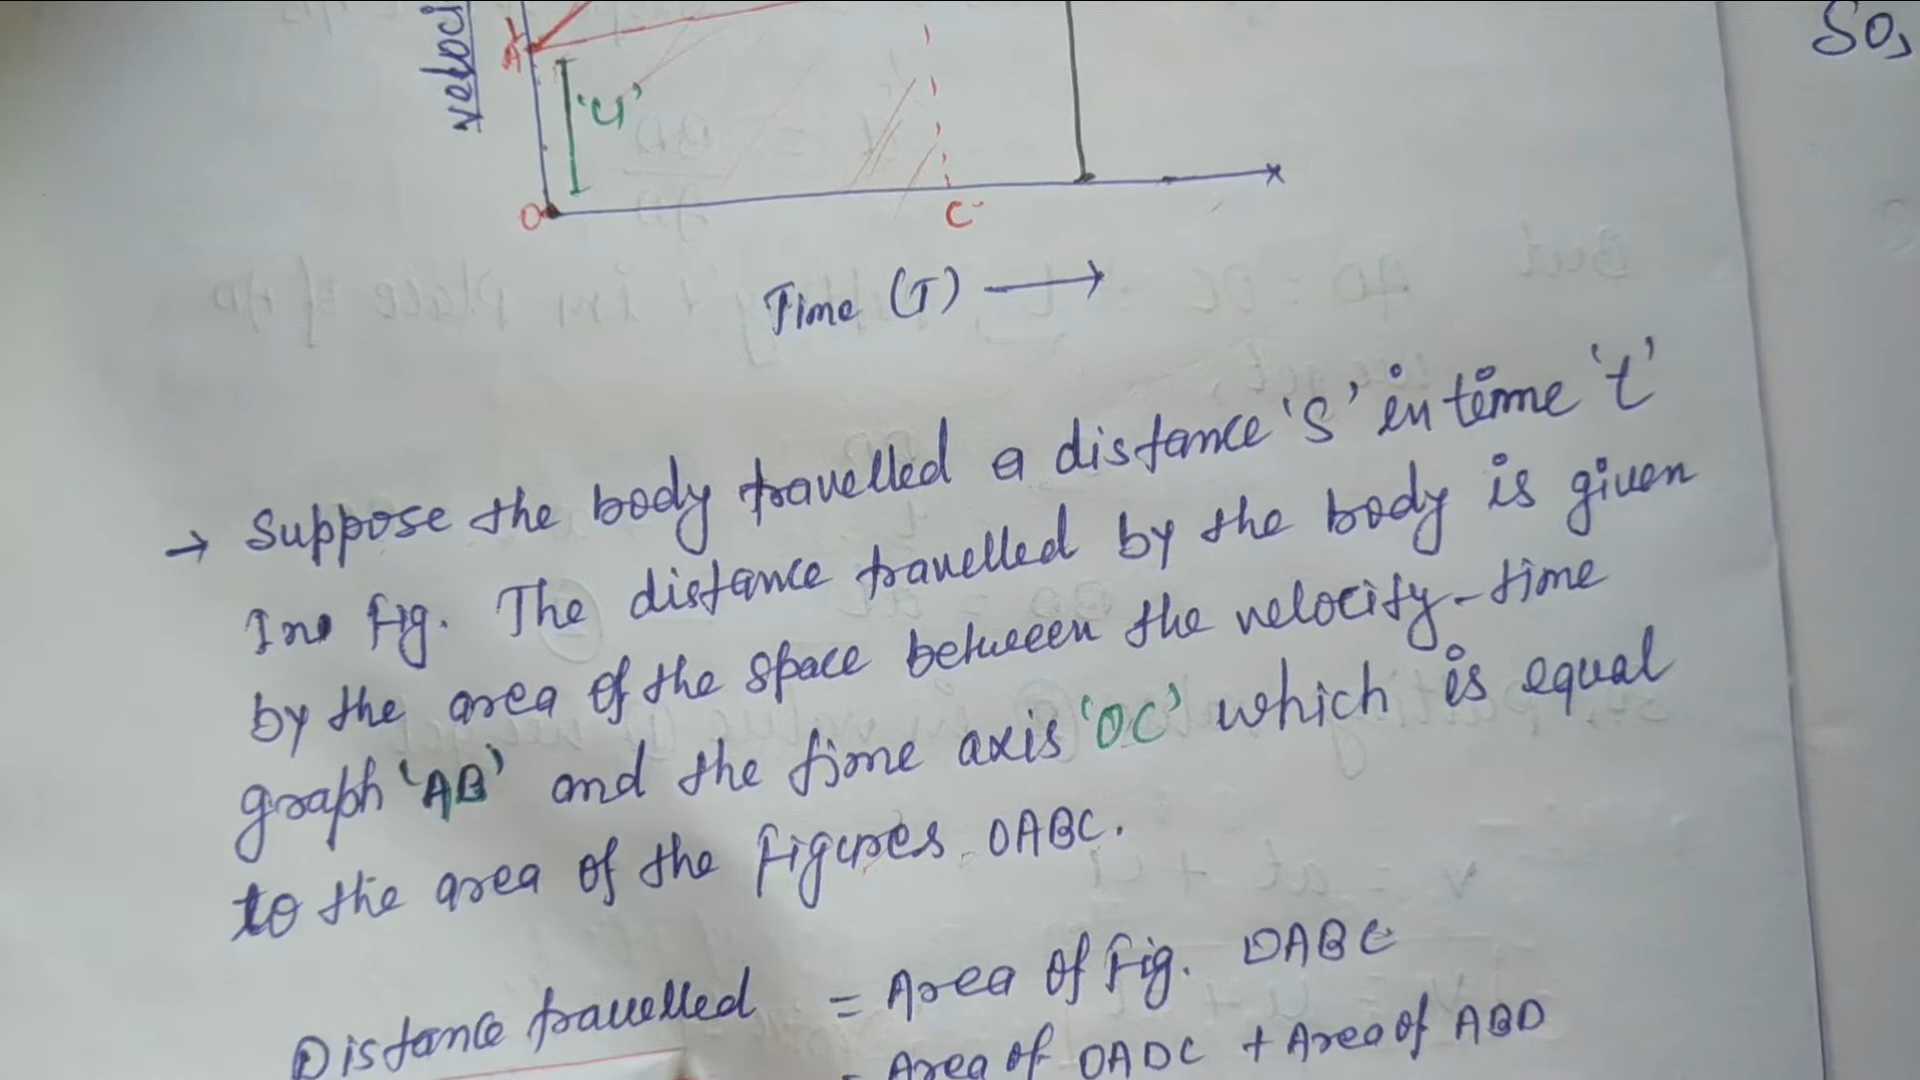 So,
A
'u'
O
C
Time (T) →
→ Suppose the body travelled a distance 'S' in time 't'
In fig. The distance travelled by the body is given
by the area of the space between the velocity-time
graph 'AB' and the time axis 'OC' which is equal
to the area of the figures OABC.
Distance travelled = Area of fig. OABC
= Area of OADC + Area of ABD